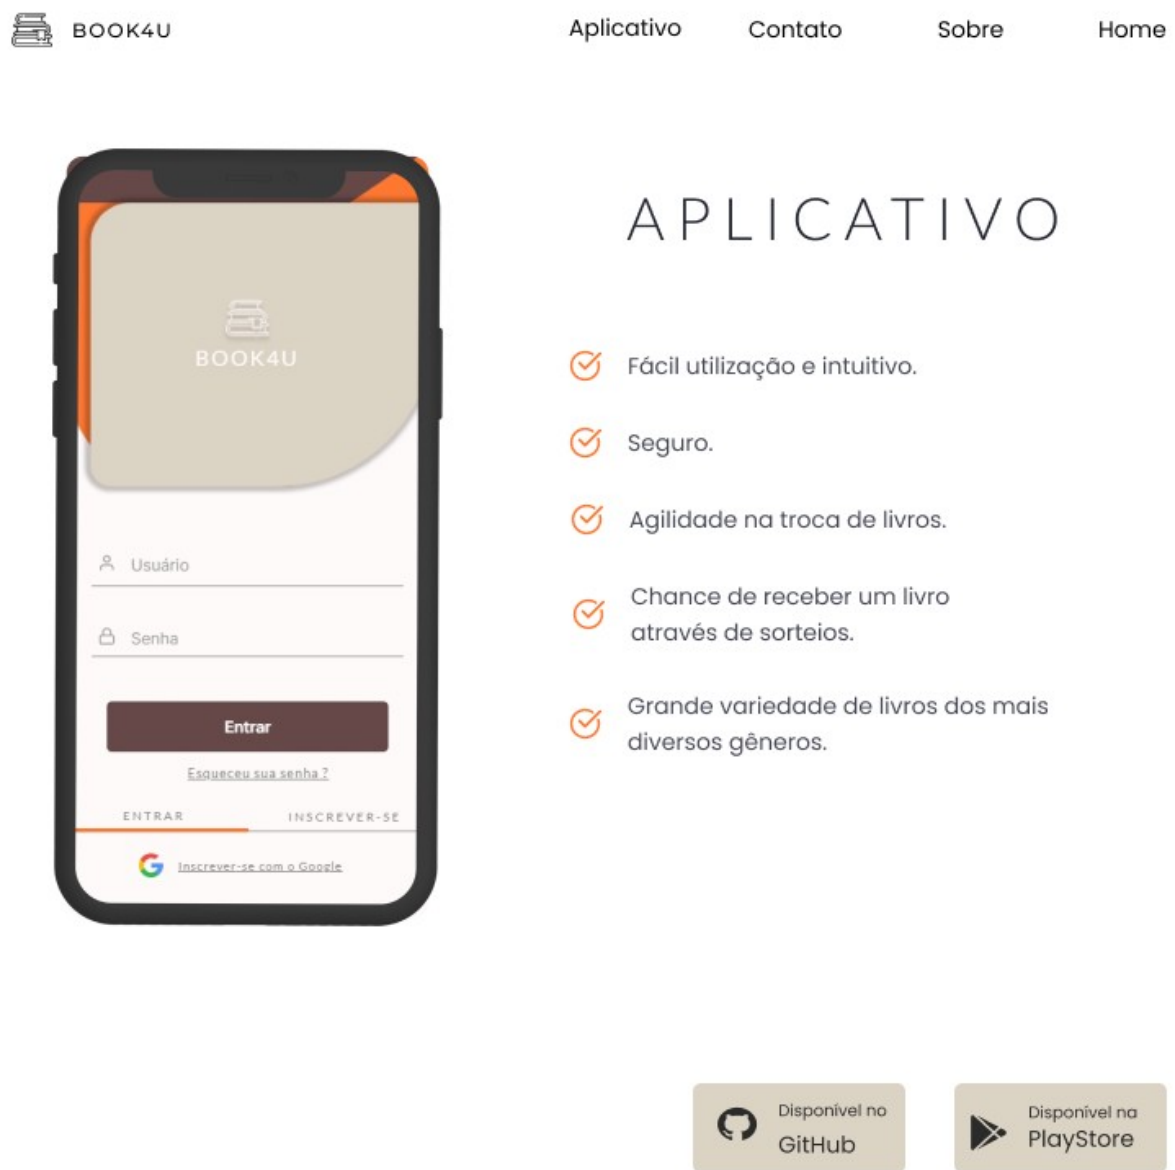 BOOK4U
Aplicativo
Contato
Sobre
Home
BOOK4U
Usuário
Senha
Entrar
Esqueceu sua senha ?
ENTRAR
INSCREVER-SE
Inscrever-se com o Google
APLICATIVO
Fácil utilização e intuitivo.
Seguro.
Agilidade na troca de livros.
Chance de receber um livro
através de sorteios.
Grande variedade de livros dos mais
diversos gêneros.
Disponível no
GitHub
Disponível na
PlayStore